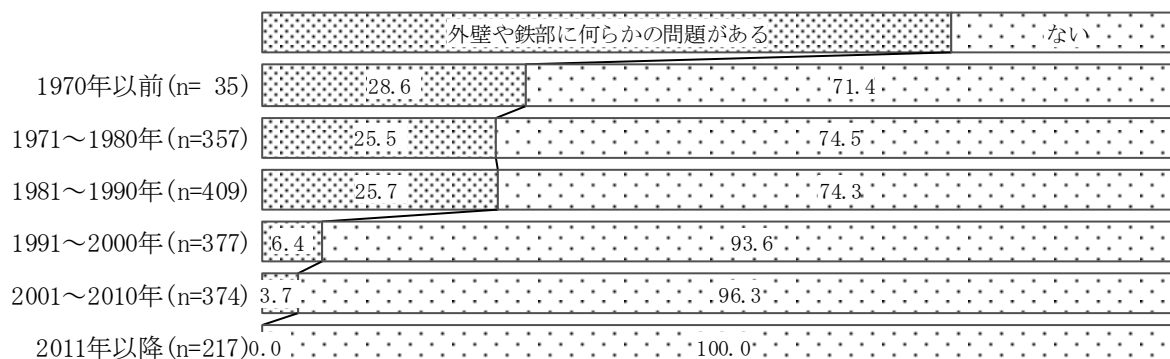 外壁や鉄部に何らかの問題がある ない
1970年以前(n= 35) 28.6 71.4
1971～1980年(n=357) 25.5 74.5
1981～1990年(n=409) 25.7 74.3
1991～2000年(n=377) 6.4 93.6
2001～2010年(n=374) 3.7 96.3
2011年以降(n=217) 0.0 100.0